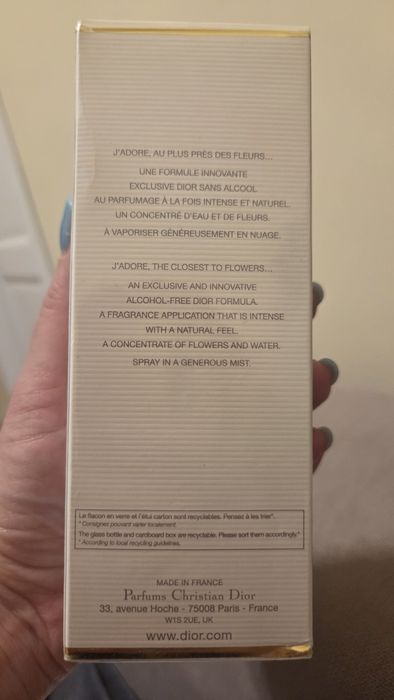 J'ADORE, AU PLUS PRÈS DES FLEURS...
UNE FORMULE INNOVANTE
EXCLUSIVE DIOR SANS ALCOOL
AU PARFUMAGE À LA FOIS INTENSE ET NATUREL.
UN CONCENTRÉ D'EAU ET DE FLEURS.
À VAPORISER GÉNÉREUSEMENT EN NUAGE.
J'ADORE, THE CLOSEST TO FLOWERS...
AN EXCLUSIVE AND INNOVATIVE
ALCOHOL-FREE DIOR FORMULA.
A FRAGRANCE APPLICATION THAT IS INTENSE
WITH A NATURAL FEEL.
A CONCENTRATE OF FLOWERS AND WATER.
SPRAY IN A GENEROUS MIST.
Le flacon en verre et l'étui carton sont recyclables. Pensez à les trier*.
* Consignes pouvant varier localement.
The glass bottle and cardboard box are recyclable. Please sort them accordingly.*
* According to local recycling guidelines.
MADE IN FRANCE
Parfums Christian Dior
33, avenue Hoche - 75008 Paris - France
W1S 2UE, UK
www.dior.com